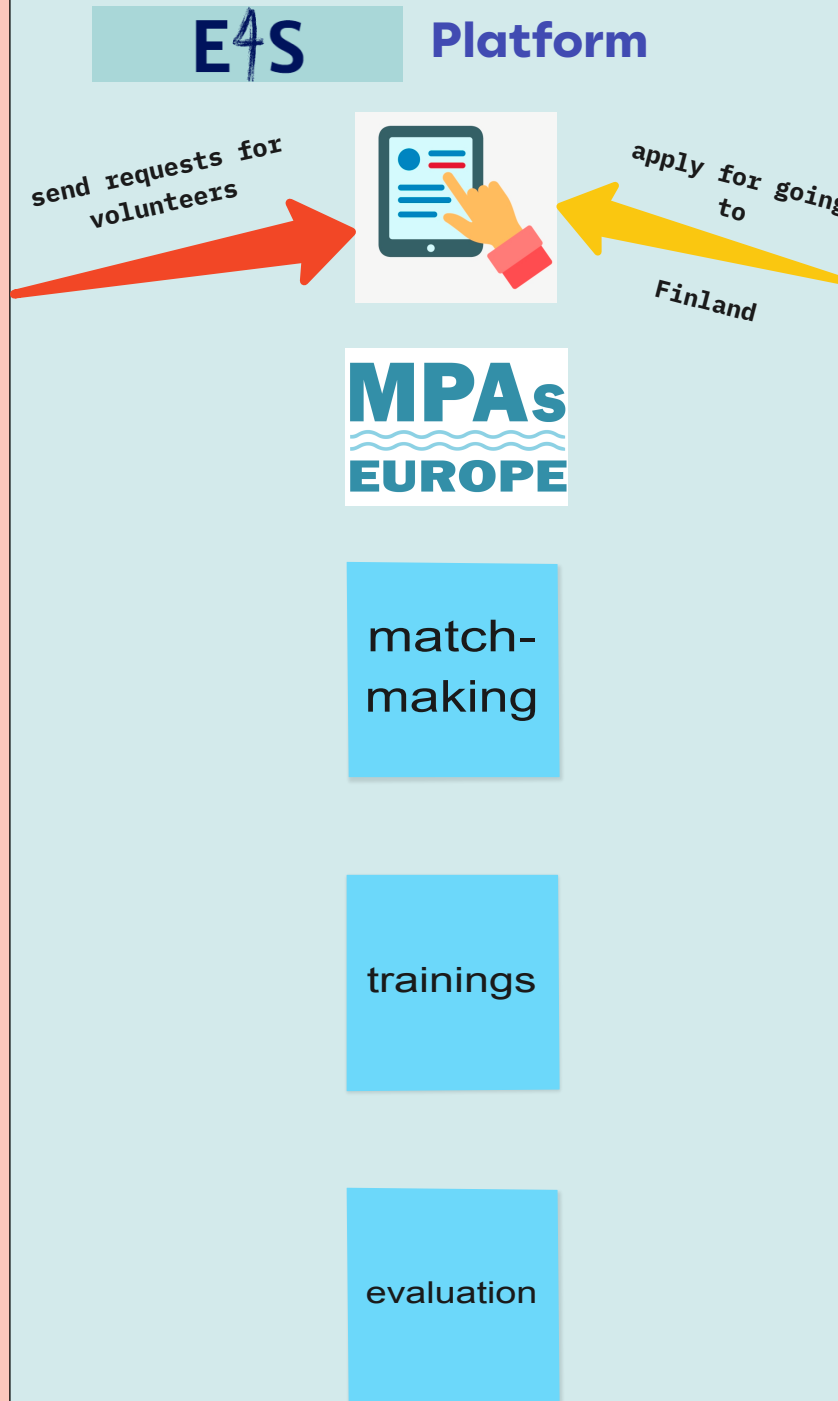 E4S Platform
send requests for
volunteers
apply for going
to
Finland
MPAs
EUROPE
match-
making
trainings
evaluation